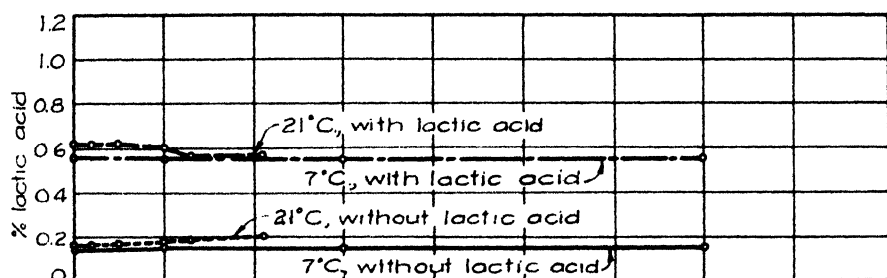 1.2
1.0
0.8
0.6
0.4
0.2
0
% lactic acid
21°C, with lactic acid
7°C, with lactic acid
21°C, without lactic acid
7°C, without lactic acid